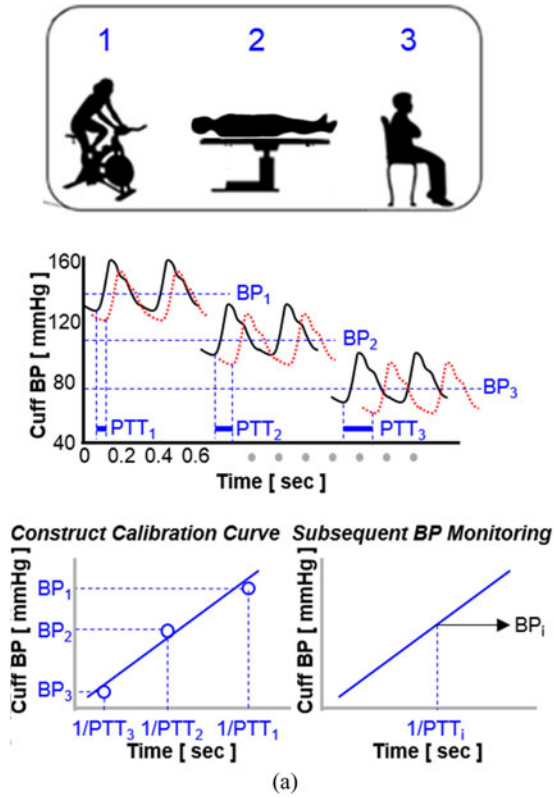 1 2 3
160
120
80
40
Cuff BP [ mmHg]
BP1
BP2
BP3
PTT1 PTT2 PTT3
0 0.2 0.4 0.6
Time [ sec ]
Construct Calibration Curve Subsequent BP Monitoring
Cuff BP [ mmHg]
BP1
BP2
BP3
1/PTT3 1/PTT2 1/PTT1
Time [ sec ]
Cuff BP [ mmHg]
BPi
1/PTTi
Time [ sec ]
(a)